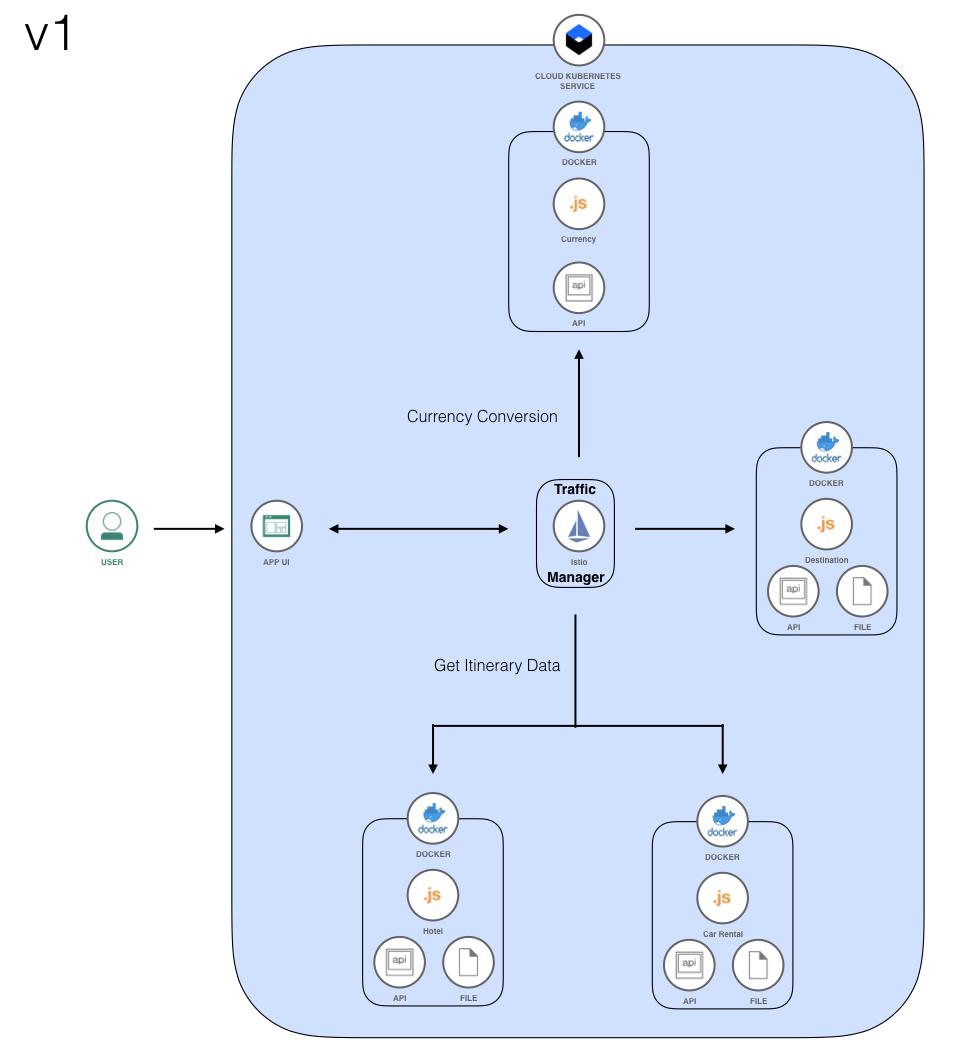 v1
CLOUD KUBERNETES
SERVICE
docker
DOCKER
.js
Currency
api
API
Currency Conversion
Traffic
Istio
Manager
USER
APP UI
docker
DOCKER
.js
Destination
api
API
FILE
Get Itinerary Data
docker
DOCKER
.js
Hotel
api
API
FILE
docker
DOCKER
.js
Car Rental
api
API
FILE